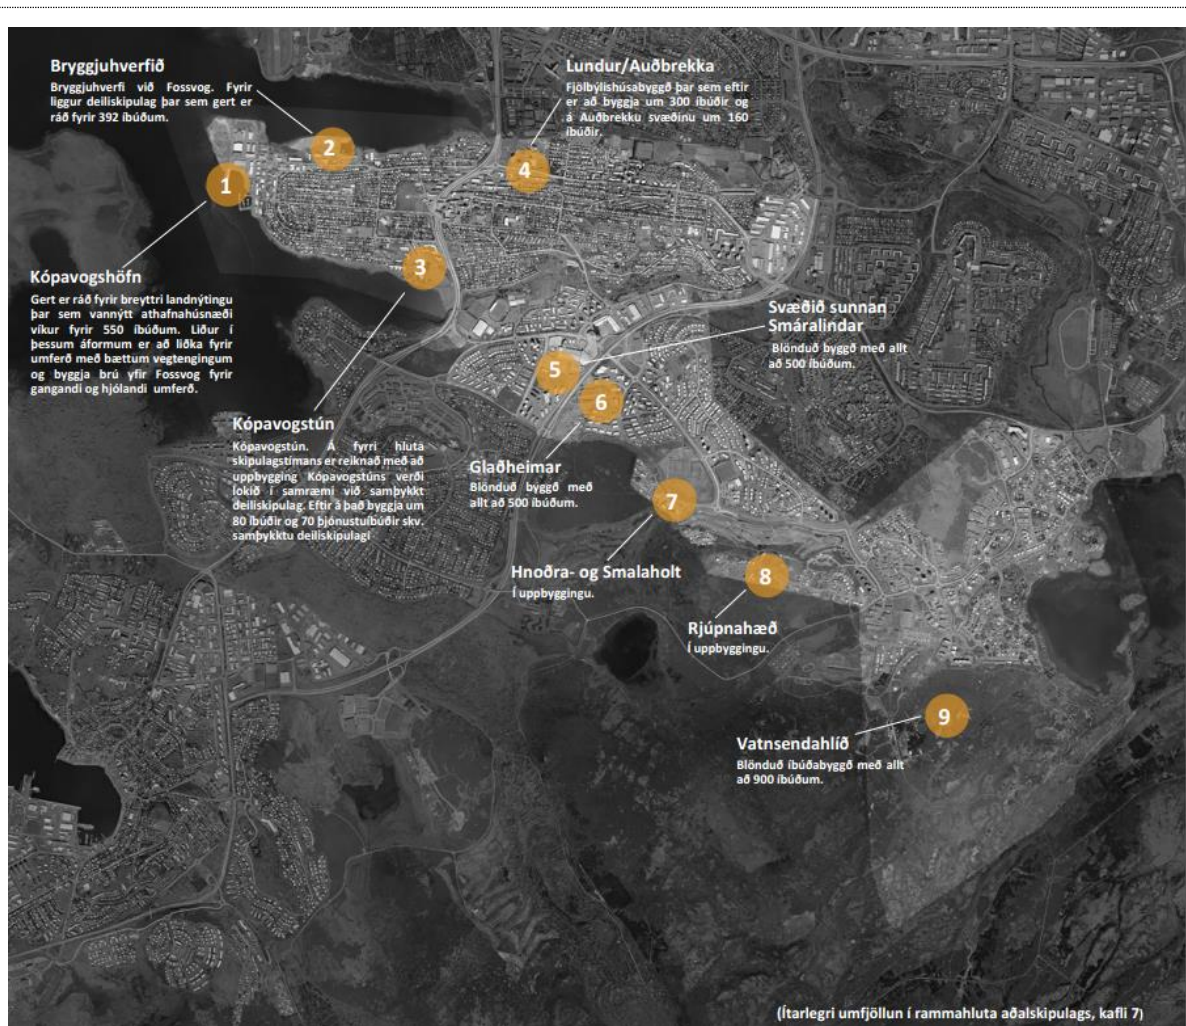 Bryggjuhverfið
Bryggjuhverfi við Fossvog. Fyrir
liggur deiliskipulag þar sem gert er
ráð fyrir 392 íbúðum.
Lundur/Auðbrekka
Fjölbýlishúsabyggð þar sem eftir
er að byggja um 300 íbúðir og
á Auðbrekku svæðinu um 160
íbúðir.
2
4
1
3
Kópavogshöfn
Gert er ráð fyrir breyttri landnýtingu
þar sem vannýtt athafnahúsnæði
víkur fyrir 550 íbúðum. Liður í
þessum áformum er að liðka fyrir
umferð með bættum vegtengingum
og byggja brú yfir Fossvog fyrir
gangandi og hjólandi umferð.
Svæðið sunnan
Smáralindar
Blönduð byggð með allt
að 500 íbúðum.
5
6
Kópavogstún
Kópavogstún. Á fyrri hluta
skipulagstímans er reiknað með að
uppbygging Kópavogstúns verði
lokið í samræmi við samþykkt
deiliskipulag. Eftir á það byggja um
80 íbúðir og 70 þjónustuíbúðir skv.
samþykktu deiliskipulagi
Glaðheimar
Blönduð byggð með
allt að 500 íbúðum.
7
Hnoðra- og Smalaholt
Í uppbyggingu.
8
Rjúpnahæð
Í uppbyggingu.
9
Vatnsendahlíð
Blönduð íbúðabyggð með allt
að 900 íbúðum.
(Ítarlegri umfjöllun í rammahluta aðalskipulags, kafli 7)